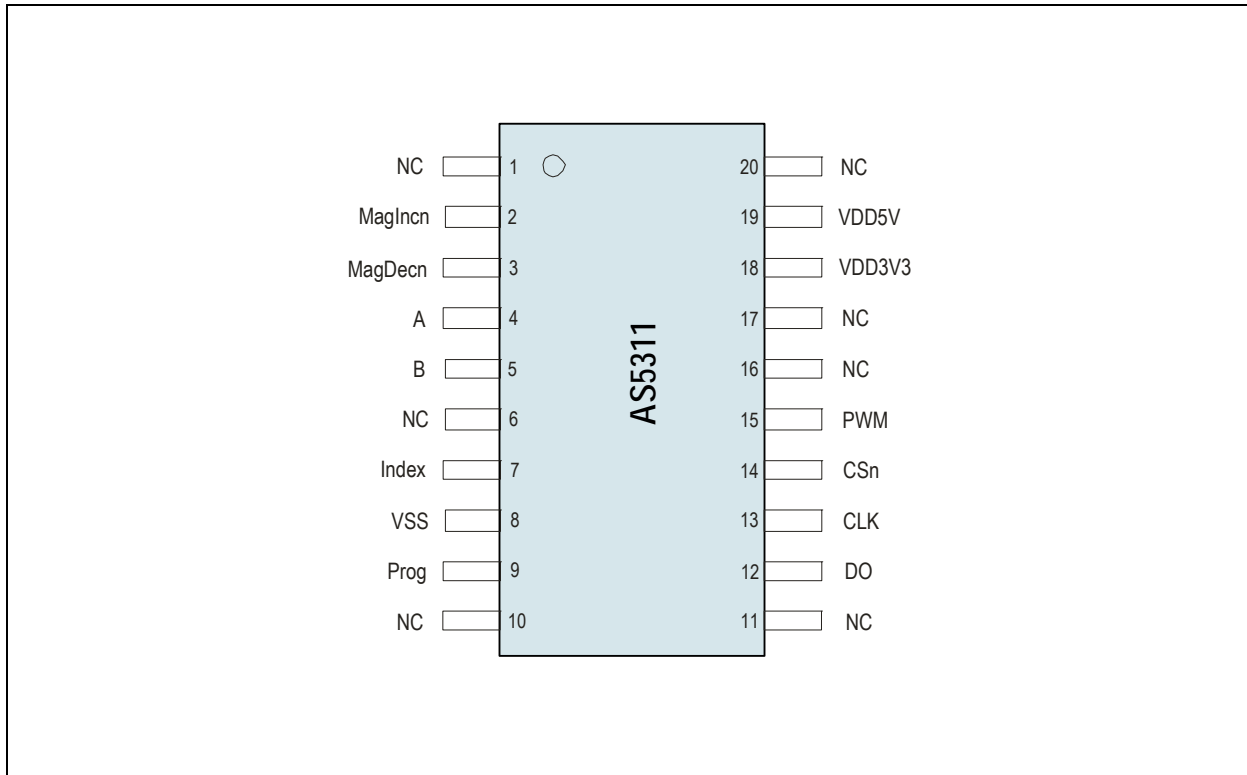 NC 1 20 NC
MagIncn 2 19 VDD5V
MagDecn 3 18 VDD3V3
A 4 17 NC
B 5 16 NC
NC 6 15 PWM
Index 7 14 CSn
VSS 8 13 CLK
Prog 9 12 DO
NC 10 11 NC
AS5311